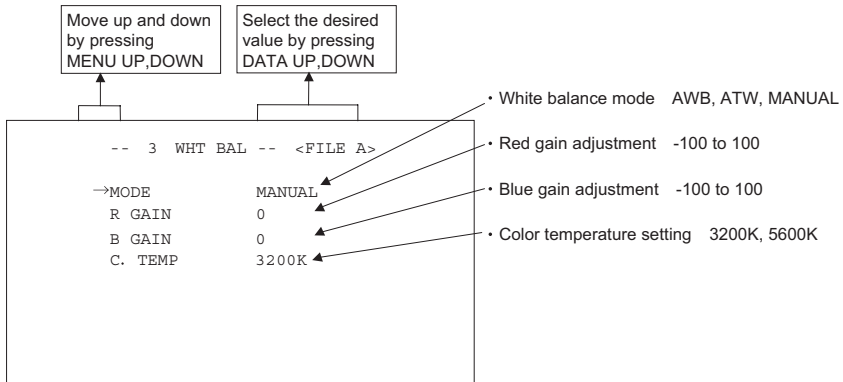 Move up and down
by pressing
MENU UP,DOWN
Select the desired
value by pressing
DATA UP,DOWN
-- 3 WHT BAL -- <FILE A>
→MODE MANUAL
R GAIN 0
B GAIN 0
C. TEMP 3200K
・White balance mode AWB, ATW, MANUAL
・Red gain adjustment -100 to 100
・Blue gain adjustment -100 to 100
・Color temperature setting 3200K, 5600K